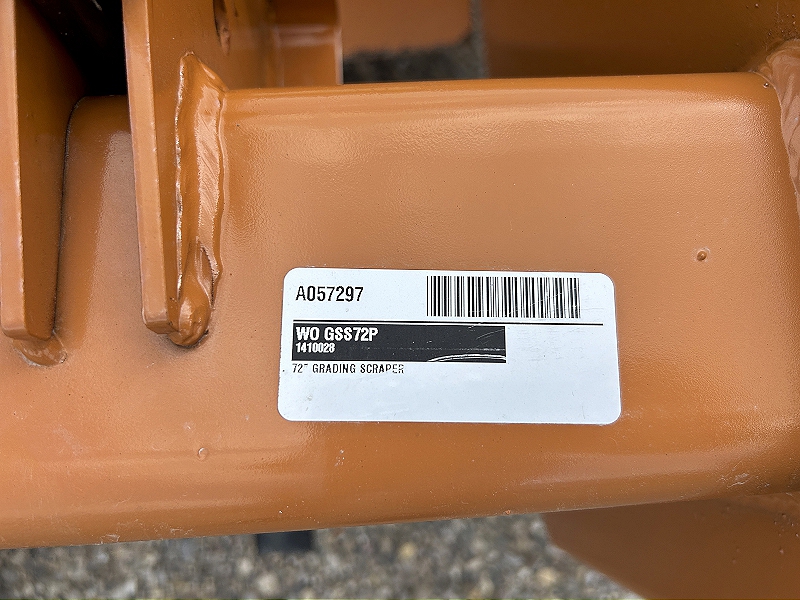 A057297
WO GSS72P
1410028
72" GRADING SCRAPER